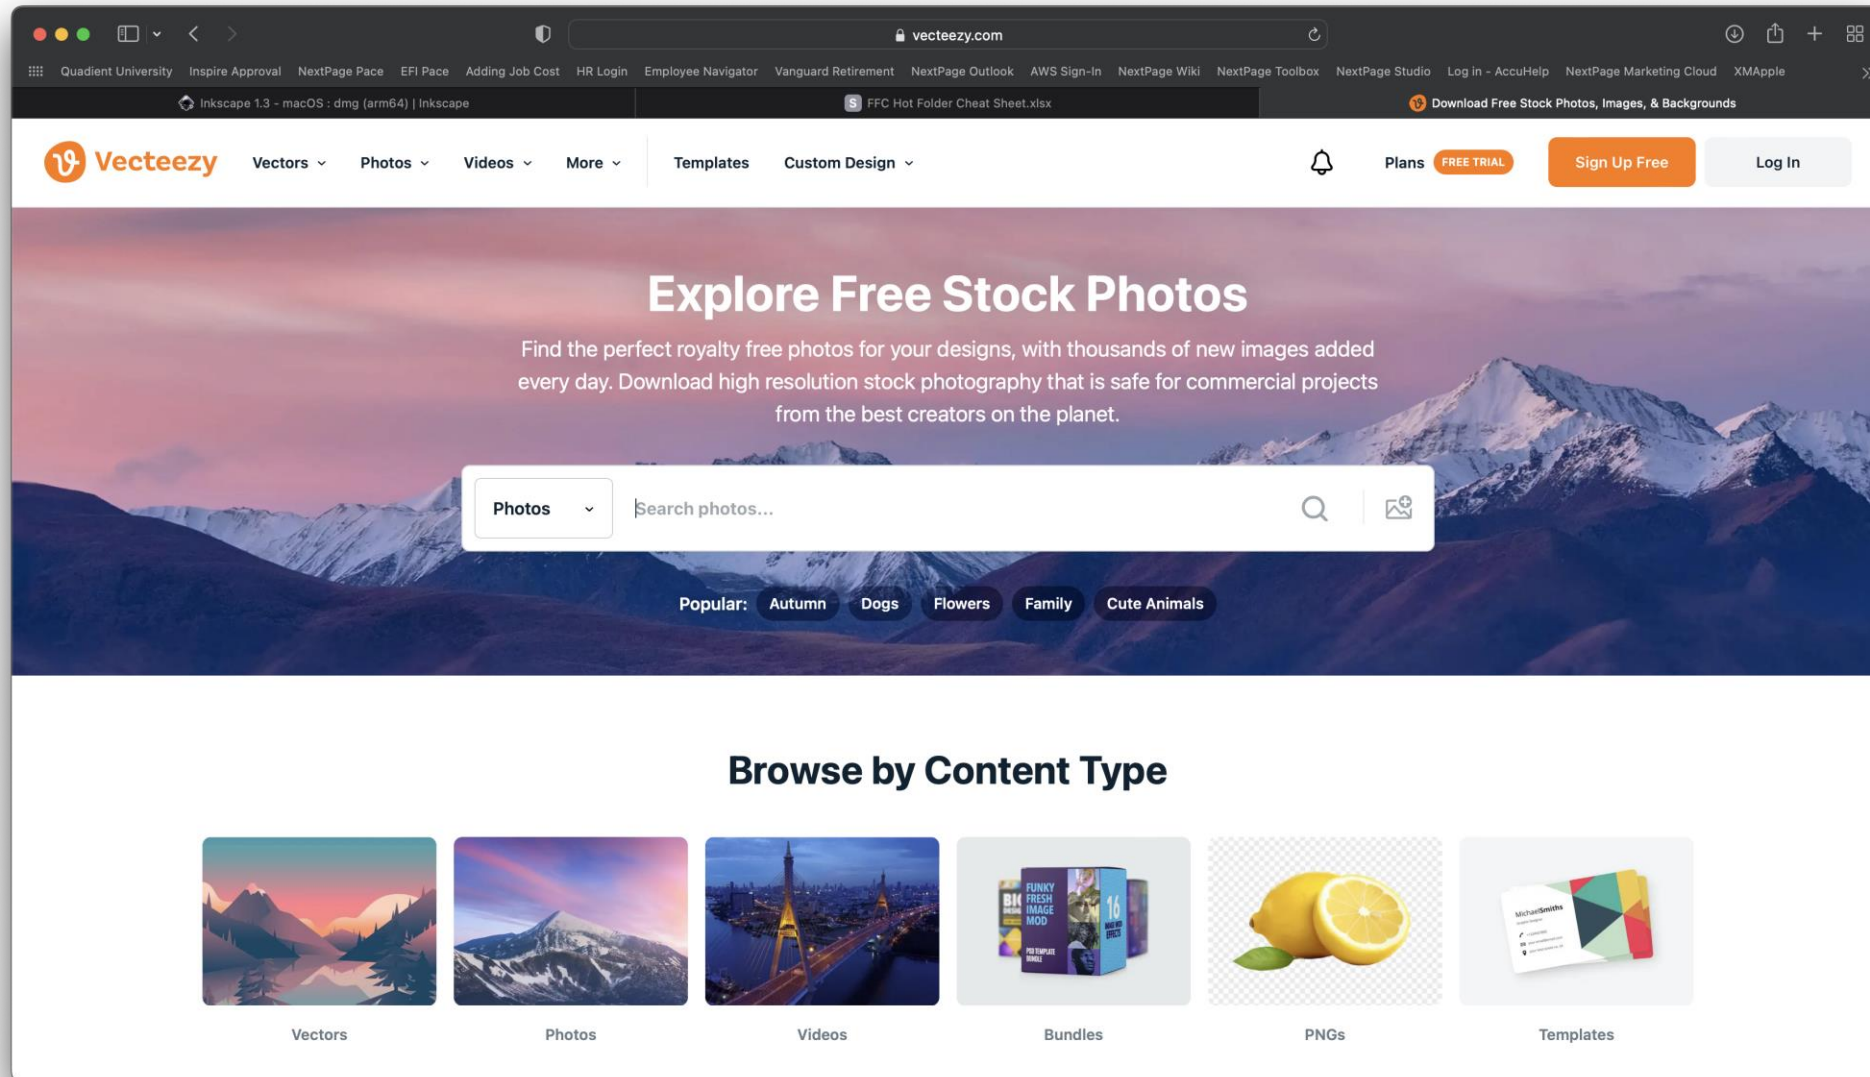 vecteezy.com
Quadient University Inspire Approval NextPage Pace EFI Pace Adding Job Cost HR Login Employee Navigator Vanguard Retirement NextPage Outlook AWS Sign-In NextPage Wiki NextPage Toolbox NextPage Studio Log in - AccuHelp NextPage Marketing Cloud XMApple
Inkscape 1.3 - macOS : dmg (arm64) | Inkscape S FFC Hot Folder Cheat Sheet.xlsx Download Free Stock Photos, Images, & Backgrounds
Vecteezy Vectors Photos Videos More Templates Custom Design Plans FREE TRIAL Sign Up Free Log In
Explore Free Stock Photos
Find the perfect royalty free photos for your designs, with thousands of new images added
every day. Download high resolution stock photography that is safe for commercial projects
from the best creators on the planet.
Photos Search photos...
Popular: Autumn Dogs Flowers Family Cute Animals
Browse by Content Type
FUNKY
FRESH
IMAGE
MOD
PSD TEMPLATE
BUNDLE
16
EFFECTS
MichaelSmiths
Vectors Photos Videos Bundles PNGs Templates